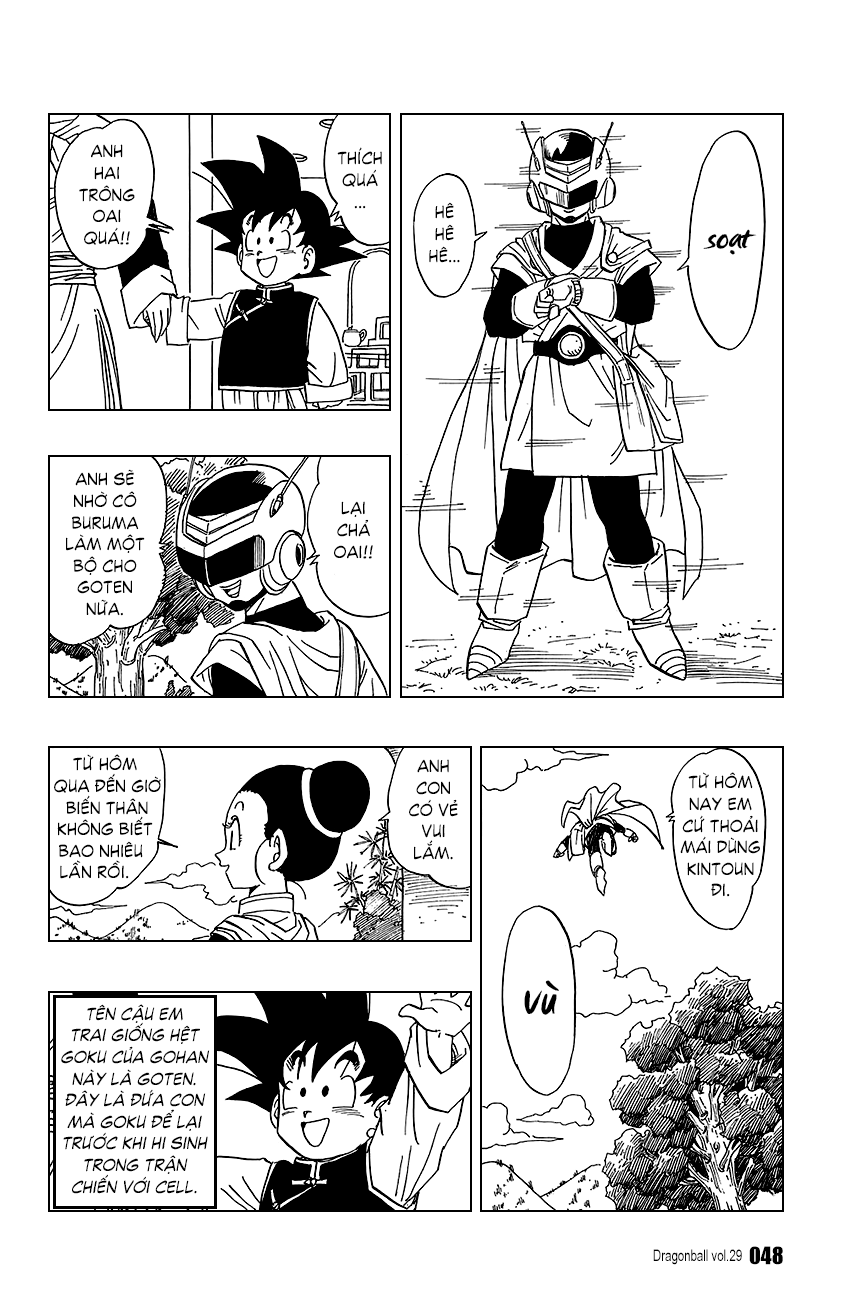 soạt
HÊ
HÊ
HÊ...
THÍCH
QUÁ
...
ANH
HAI
TRÔNG
OAI
QUÁ!!
LẠI
CHẢ
OAI!!
ANH SẼ
NHỜ CÔ
BURUMA
LÀM MỘT
BỘ CHO
GOTEN
NỮA.
TỪ HÔM
NAY EM
CỨ THOẢI
MÁI DÙNG
KINTOUN
ĐI.
vù
ANH
CON
CÓ VẺ
VUI
LẮM.
TỪ HÔM
QUA ĐẾN GIỜ
BIẾN THÂN
KHÔNG BIẾT
BAO NHIÊU
LẦN RỒI.
TÊN CẬU EM
TRAI GIỐNG HỆT
GOKU CỦA GOHAN
NÀY LÀ GOTEN.
ĐÂY LÀ ĐỨA CON
MÀ GOKU ĐỂ LẠI
TRƯỚC KHI HI SINH
TRONG TRẬN
CHIẾN VỚI CELL.
Dragonball vol.29 048